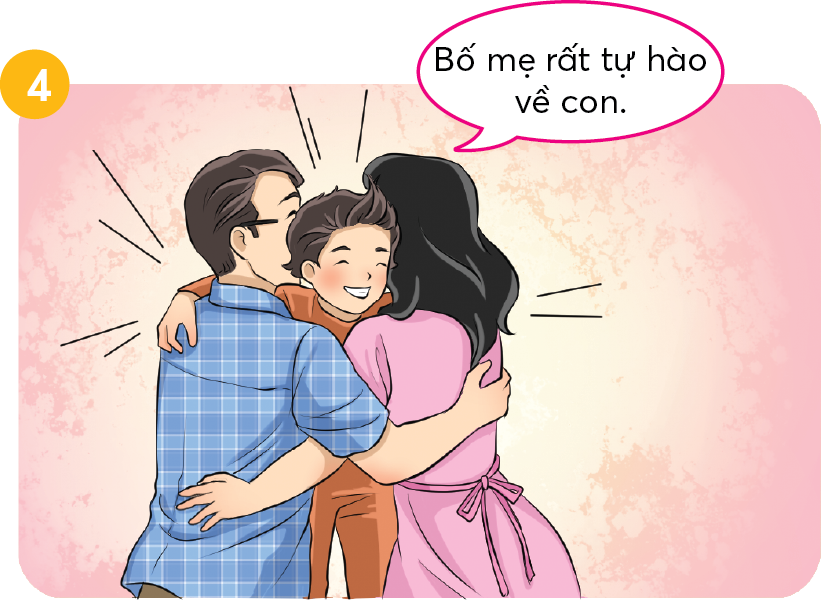 4
Bố mẹ rất tự hào
về con.